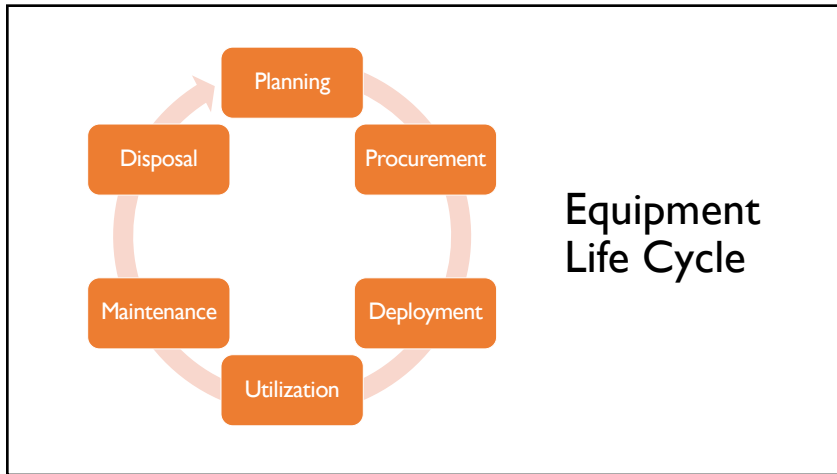 Planning
Procurement
Deployment
Utilization
Maintenance
Disposal
Equipment
Life Cycle